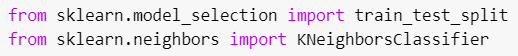 from sklearn.model_selection import train_test_split
from sklearn.neighbors import KNeighborsClassifier